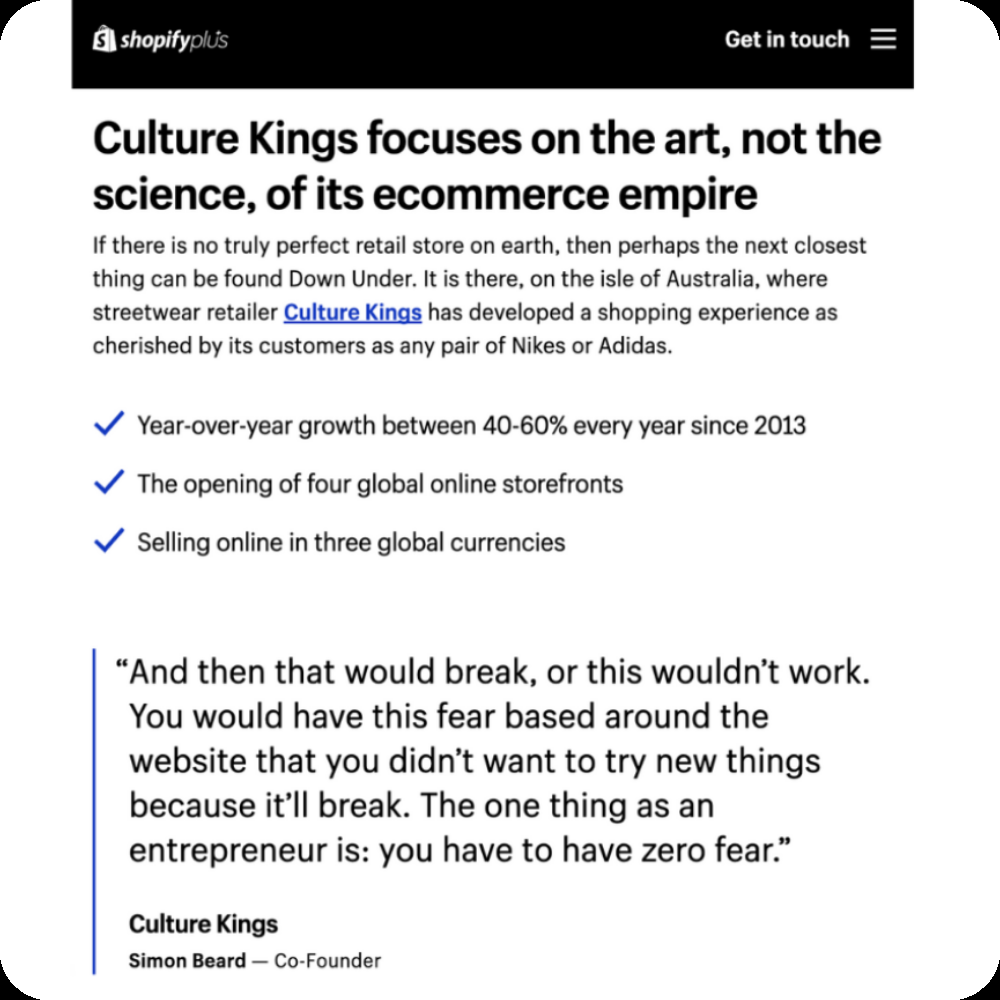 shopifyplus
Get in touch
Culture Kings focuses on the art, not the
science, of its ecommerce empire
If there is no truly perfect retail store on earth, then perhaps the next closest
thing can be found Down Under. It is there, on the isle of Australia, where
streetwear retailer Culture Kings has developed a shopping experience as
cherished by its customers as any pair of Nikes or Adidas.
Year-over-year growth between 40-60% every year since 2013
The opening of four global online storefronts
Selling online in three global currencies
“And then that would break, or this wouldn’t work.
You would have this fear based around the
website that you didn’t want to try new things
because it’ll break. The one thing as an
entrepreneur is: you have to have zero fear.”
Culture Kings
Simon Beard — Co-Founder